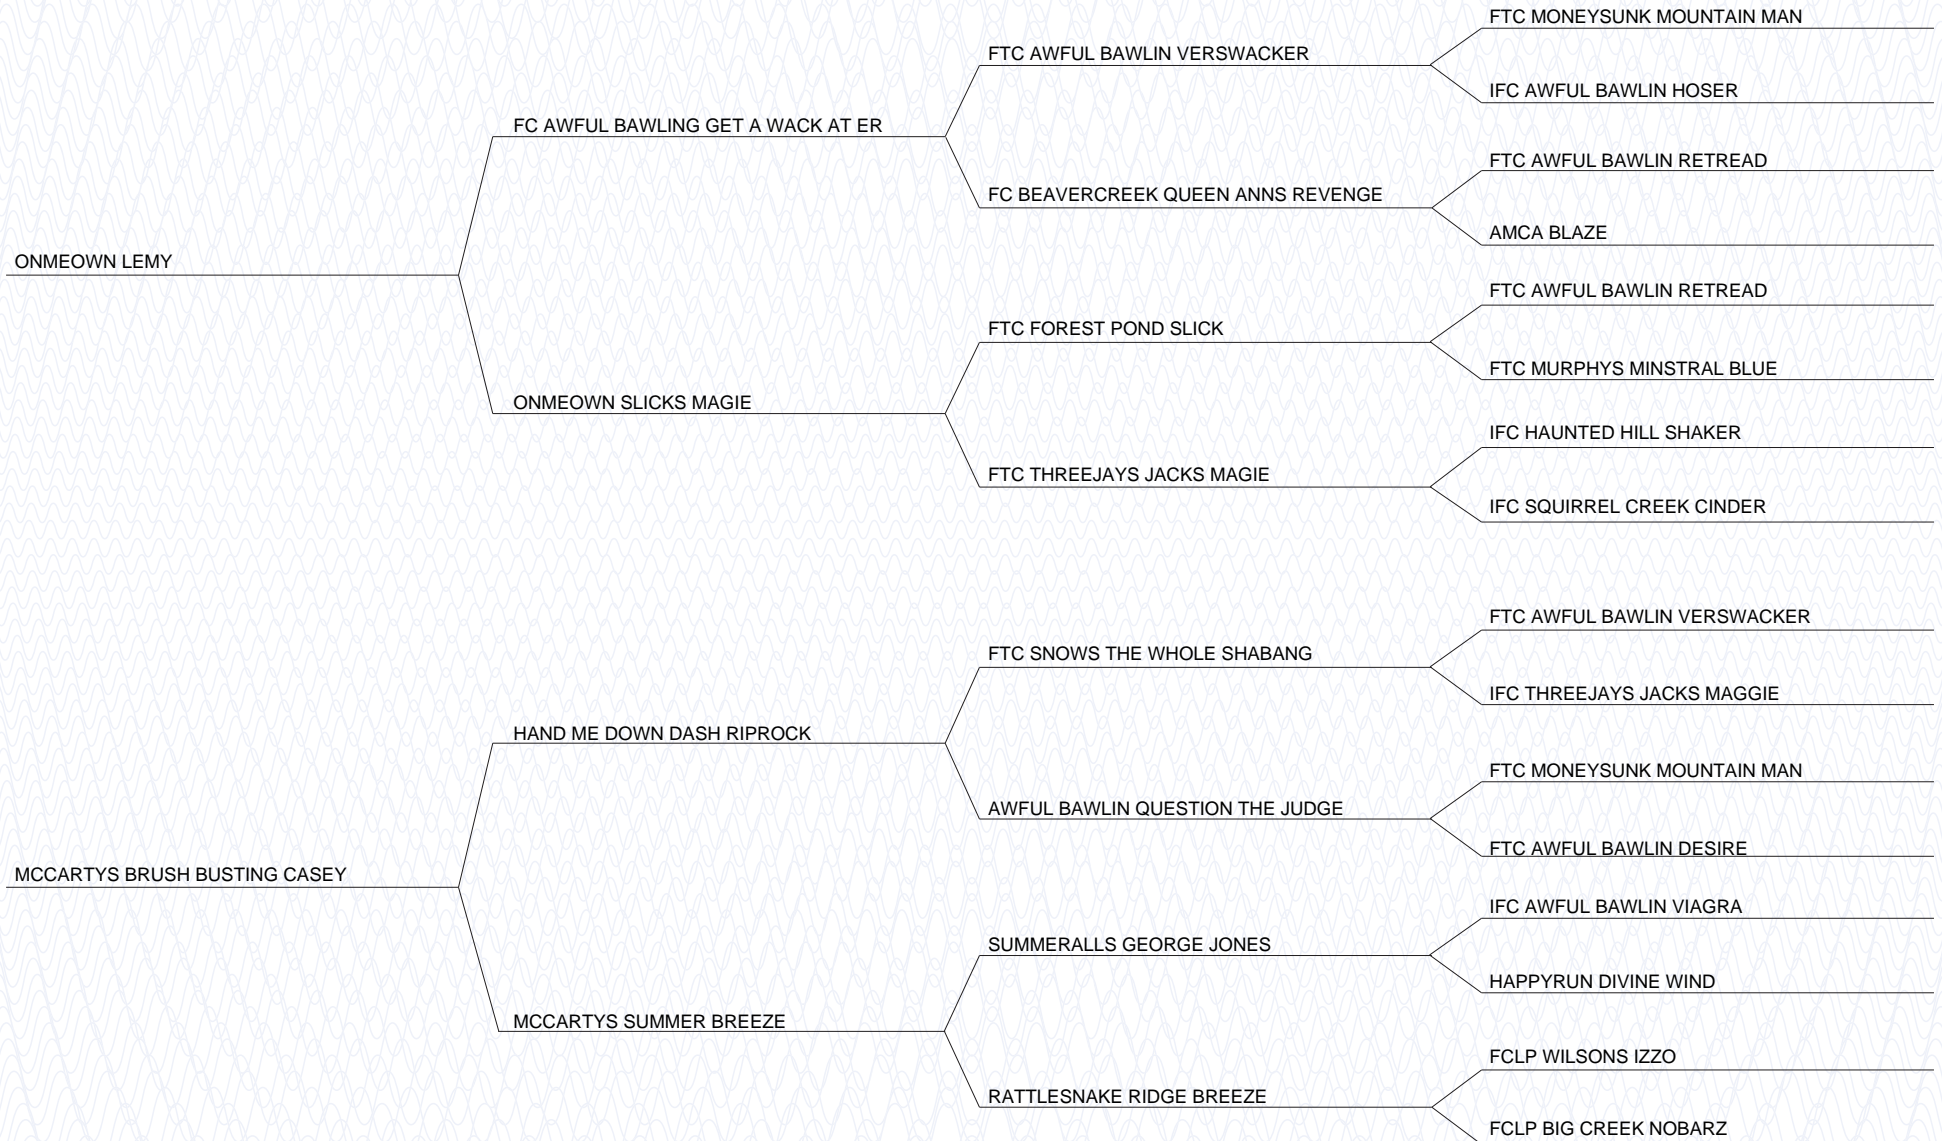 FTC MONEYSUNK MOUNTAIN MAN
FTC AWFUL BAWLIN VERSWACKER
IFC AWFUL BAWLIN HOSER
FC AWFUL BAWLING GET A WACK AT ER
FTC AWFUL BAWLIN RETREAD
FC BEAVERCREEK QUEEN ANNS REVENGE
AMCA BLAZE
ONMEOWN LEMY
FTC AWFUL BAWLIN RETREAD
FTC FOREST POND SLICK
FTC MURPHYS MINSTRAL BLUE
ONMEOWN SLICKS MAGIE
IFC HAUNTED HILL SHAKER
FTC THREEJAYS JACKS MAGIE
IFC SQUIRREL CREEK CINDER
FTC AWFUL BAWLIN VERSWACKER
FTC SNOWS THE WHOLE SHABANG
IFC THREEJAYS JACKS MAGGIE
HAND ME DOWN DASH RIPROCK
FTC MONEYSUNK MOUNTAIN MAN
AWFUL BAWLIN QUESTION THE JUDGE
FTC AWFUL BAWLIN DESIRE
MCCARTYS BRUSH BUSTING CASEY
IFC AWFUL BAWLIN VIAGRA
SUMMERALLS GEORGE JONES
HAPPYRUN DIVINE WIND
MCCARTYS SUMMER BREEZE
FCLP WILSONS IZZO
RATTLESNAKE RIDGE BREEZE
FCLP BIG CREEK NOBARZ